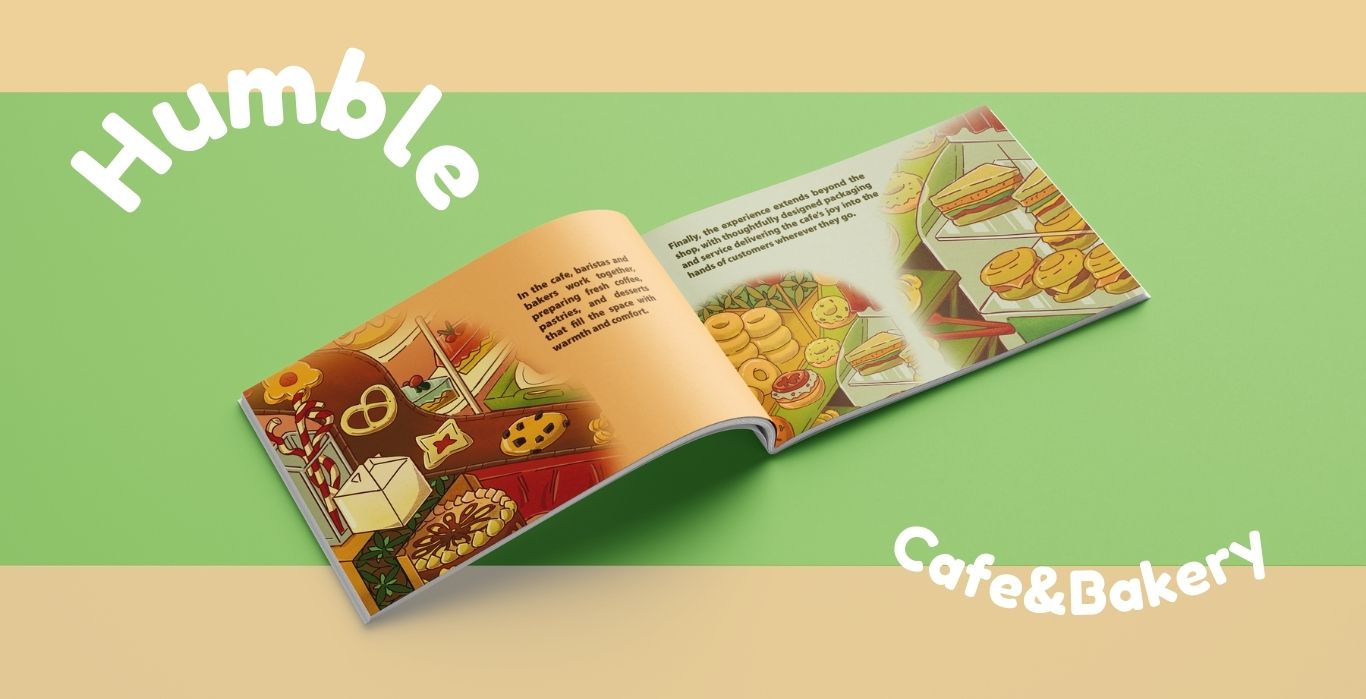 Humble
In the cafe, baristas and
bakers work together,
preparing fresh coffee,
pastries, and desserts
that fill the space with
warmth and comfort.
Finally, the experience extends beyond the
shop, with thoughtfully designed packaging
and service delivering the cafe's joy into the
hands of customers wherever they go.
Cafe&Bakery